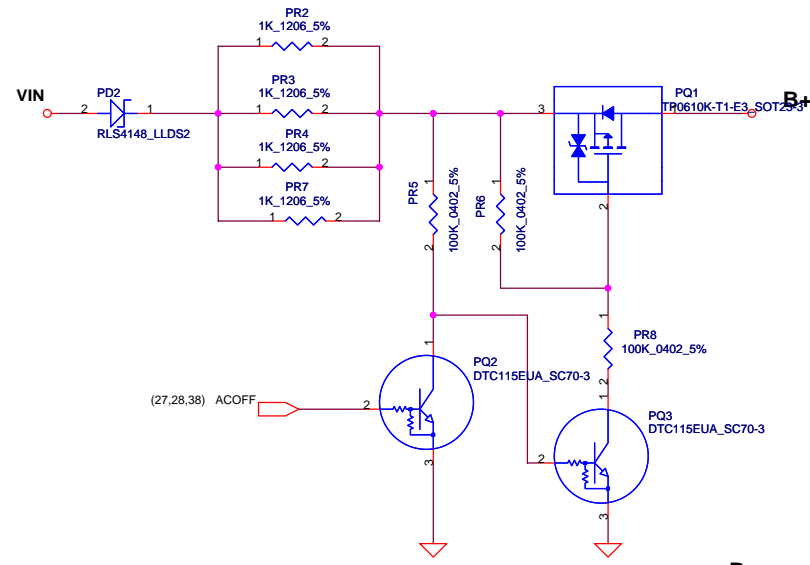 PR2
1K_1206_5%
1 2
PR3
1K_1206_5%
VIN
PD2
2 1
RLS4148_LLDS2
1 2
PR4
1K_1206_5%
1 2
PR7
1K_1206_5%
1 2
PQ1
TP0610K-T1-E3_SOT23-3
B+
3
1
2
PR5
100K_0402_5%
1
2
PR6
100K_0402_5%
1
2
PR8
100K_0402_5%
1
2
PQ2
DTC115EUA_SC70-3
1
2
3
(27,28,38) ACOFF
PQ3
DTC115EUA_SC70-3
1
2
3